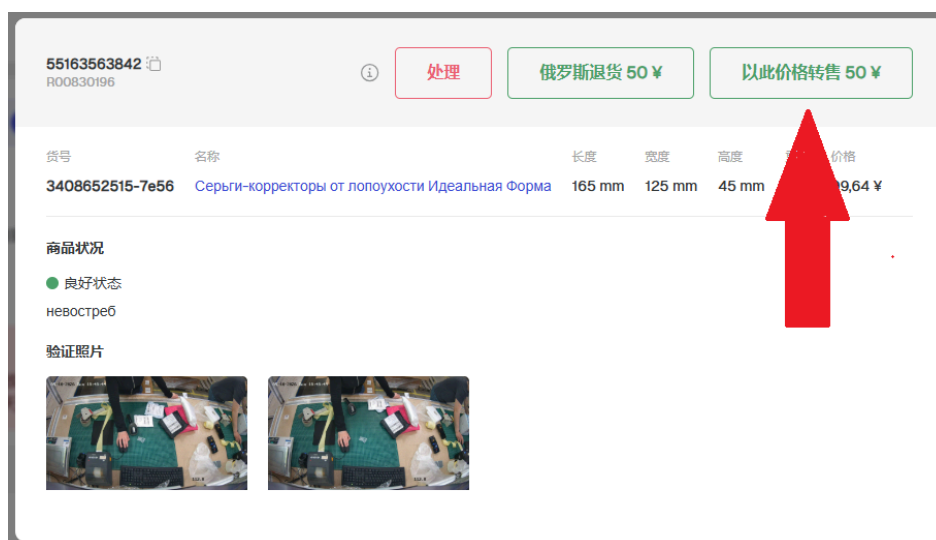 55163563842
R00830196
处理
俄罗斯退货 50 ¥
以此价格转售 50 ¥
货号 名称 长度 宽度 高度 价格
3408652515-7e56 Серьги-корректоры от лопоухости Идеальная Форма 165 mm 125 mm 45 mm 9,64 ¥
商品状况
良好状态
невостреб
验证照片